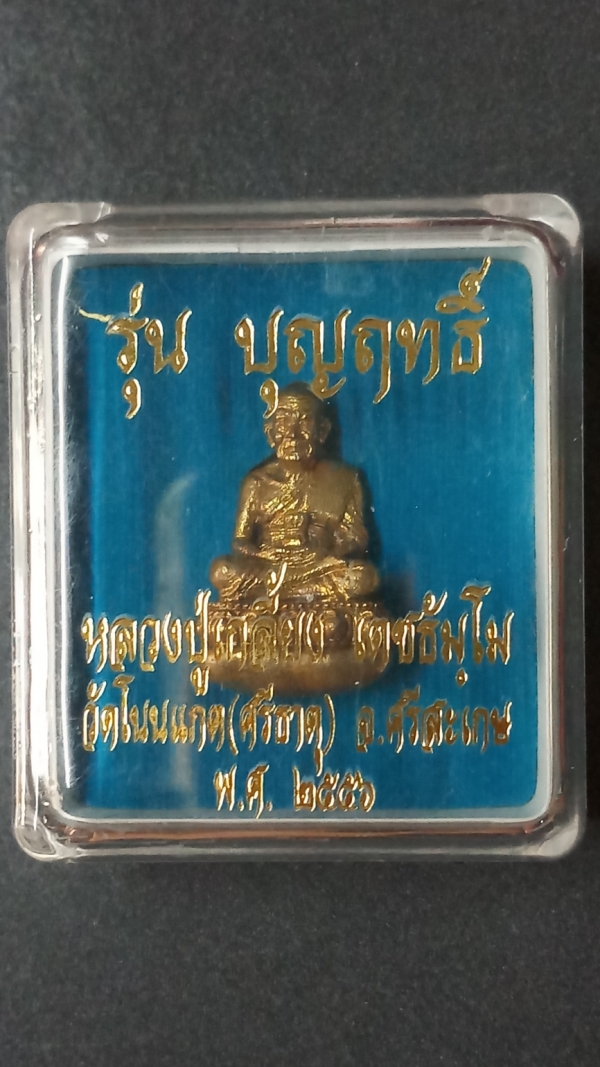 รุ่น บุญฤทธิ์
หลวงปู่เกลี้ยง เตชธัมฺโม
วัดโนนแกด(ศรีธาตุ) จ.ศรีสะเกษ
พ.ศ. ๒๕๕๖